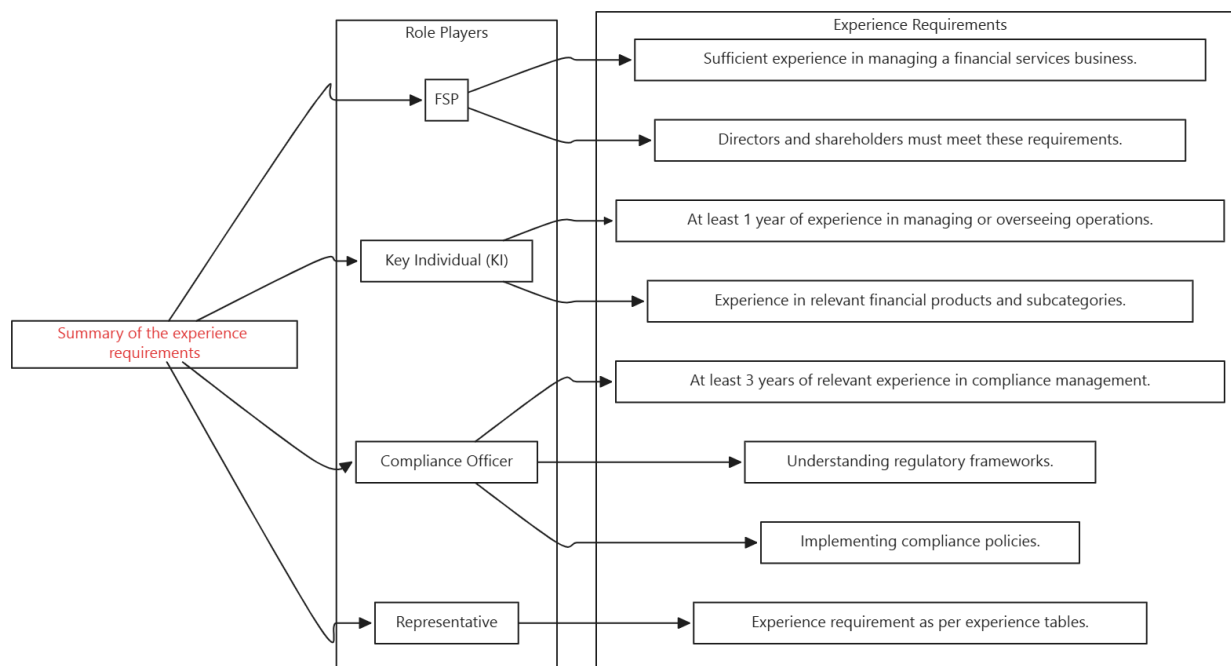 Role Players
Experience Requirements
Sufficient experience in managing a financial services business.
FSP
Directors and shareholders must meet these requirements.
At least 1 year of experience in managing or overseeing operations.
Key Individual (KI)
Experience in relevant financial products and subcategories.
Summary of the experience
requirements
At least 3 years of relevant experience in compliance management.
Compliance Officer
Understanding regulatory frameworks.
Implementing compliance policies.
Representative
Experience requirement as per experience tables.